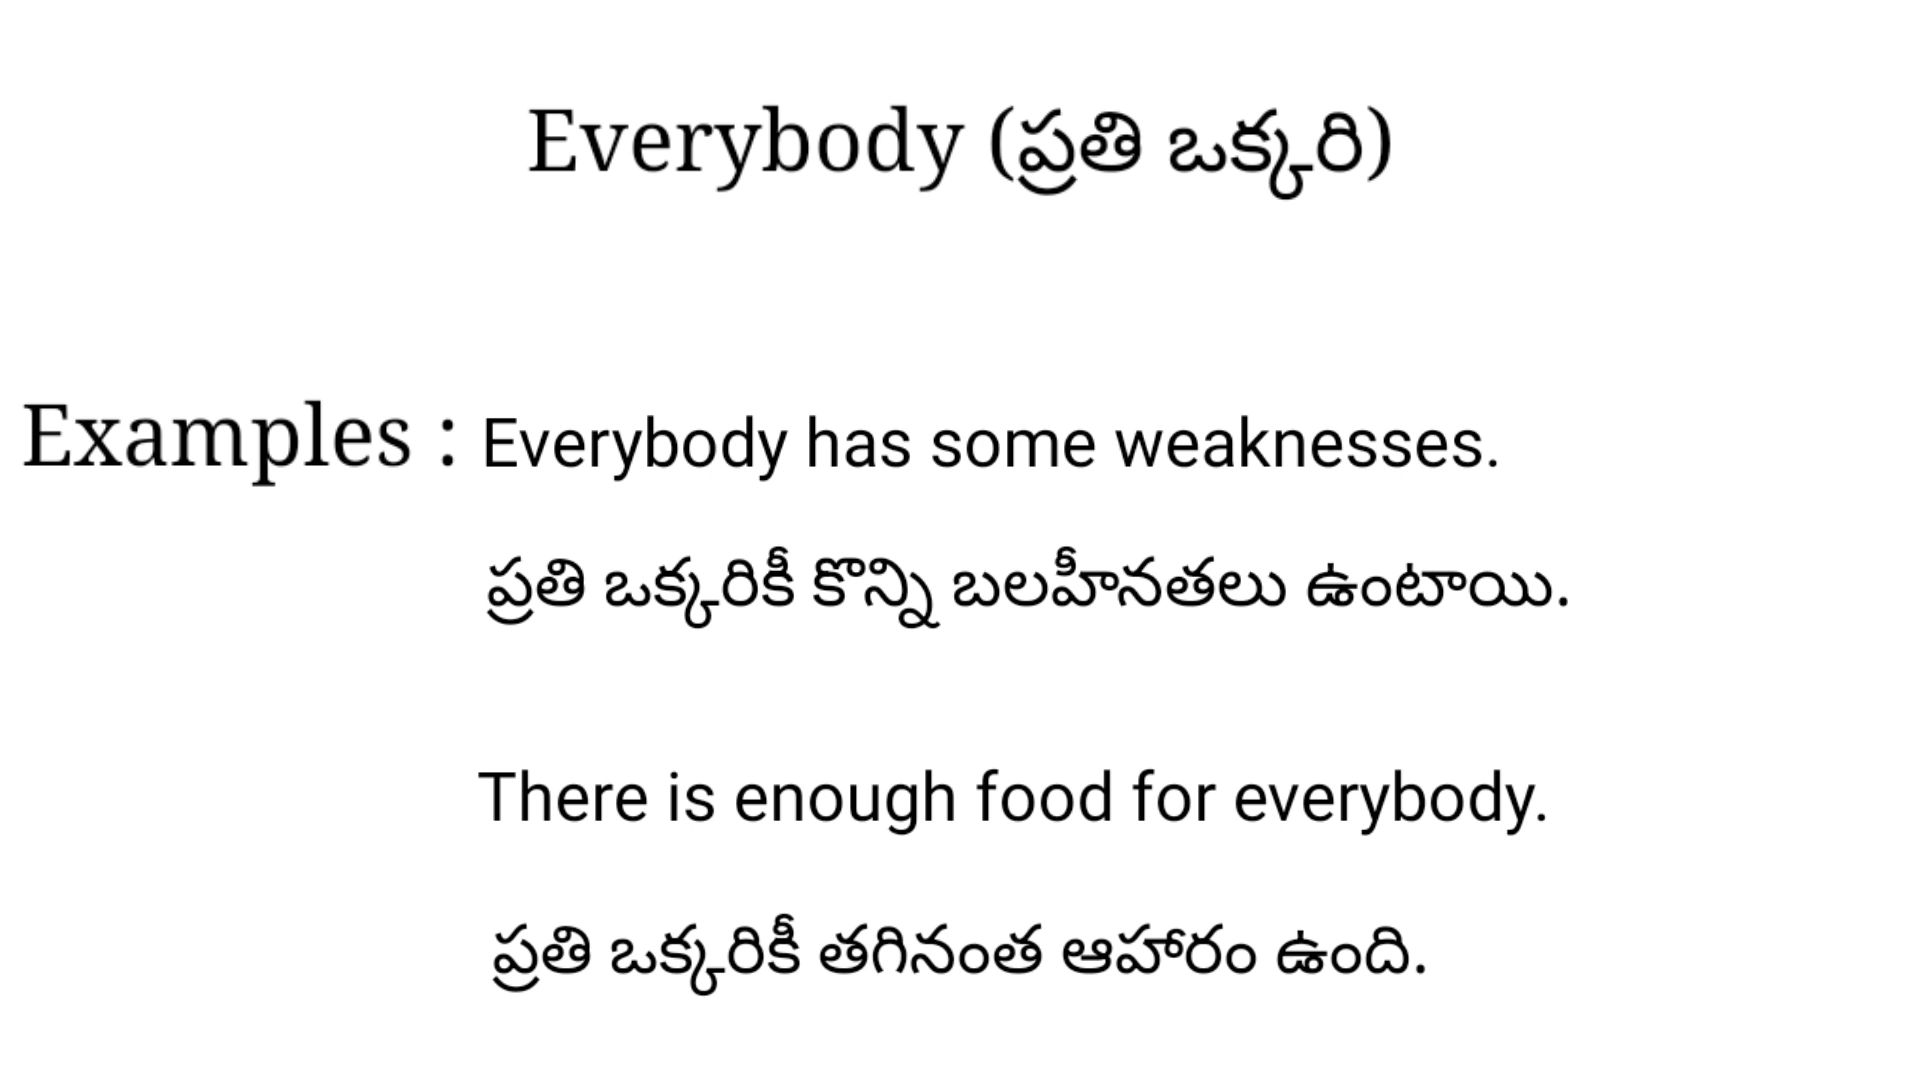 Everybody (ప్రతి ఒక్కరి)
Examples : Everybody has some weaknesses.
ప్రతి ఒక్కరికీ కొన్ని బలహీనతలు ఉంటాయి.
There is enough food for everybody.
ప్రతి ఒక్కరికీ తగినంత ఆహారం ఉంది.